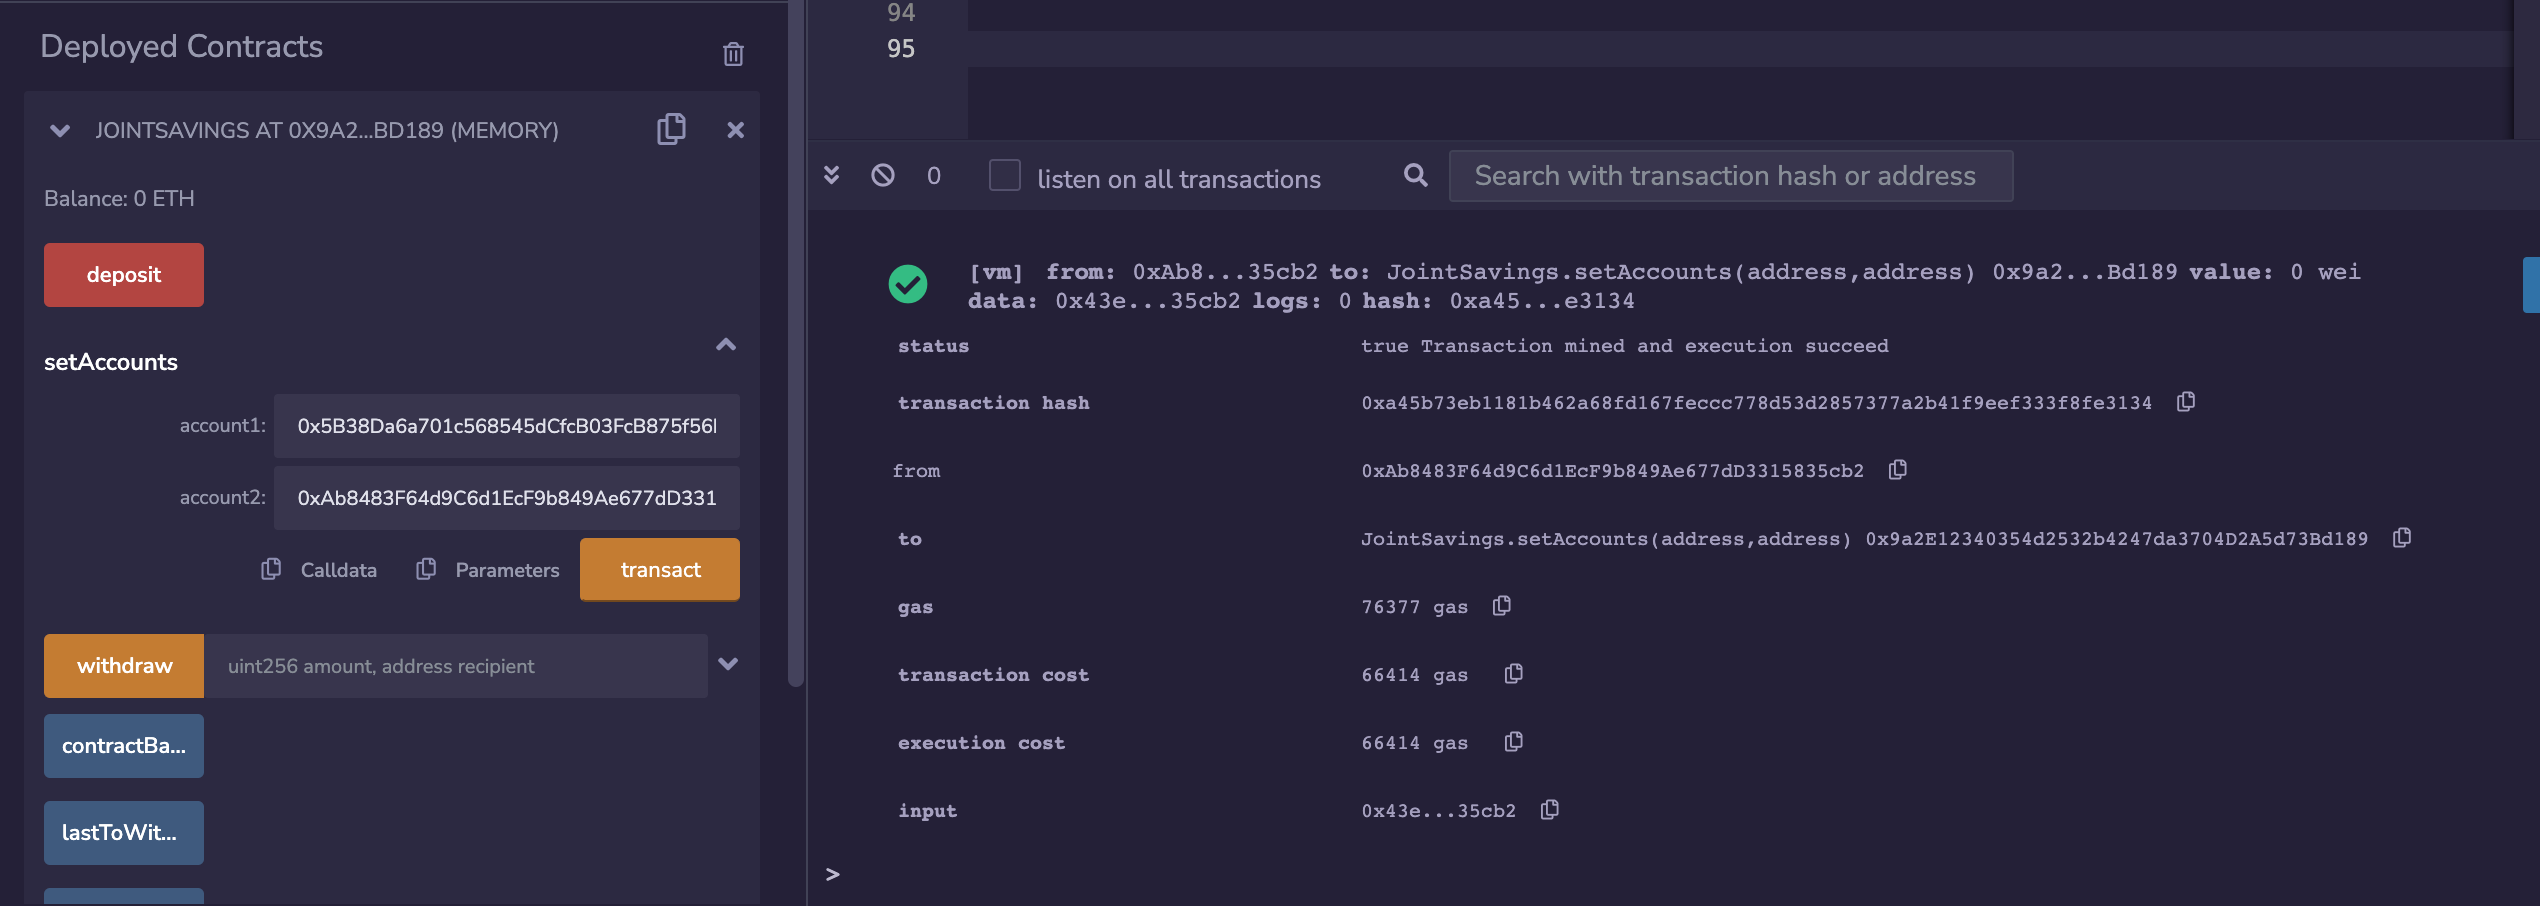 Deployed Contracts
JOINTSAVINGS AT 0X9A2...BD189 (MEMORY)
Balance: 0 ETH
deposit
setAccounts
account1: 0x5B38Da6a701c568545dCfcB03FcB875f56
account2: 0xAb8483F64d9C6d1EcF9b849Ae677dD331
Calldata Parameters transact
withdraw uint256 amount, address recipient
contractBa...
lastToWit...
94
95
0 listen on all transactions Search with transaction hash or address
[vm] from: 0xAb8...35cb2 to: JointSavings.setAccounts(address,address) 0x9a2...Bd189 value: 0 wei
data: 0x43e...35cb2 logs: 0 hash: 0xa45...e3134
status true Transaction mined and execution succeed
transaction hash 0xa45b73eb1181b462a68fd167feccc778d53d2857377a2b41f9eef333f8fe3134
from 0xAb8483F64d9C6d1EcF9b849Ae677dD3315835cb2
to JointSavings.setAccounts(address,address) 0x9a2E12340354d2532b4247da3704D2A5d73Bd189
gas 76377 gas
transaction cost 66414 gas
execution cost 66414 gas
input 0x43e...35cb2
>